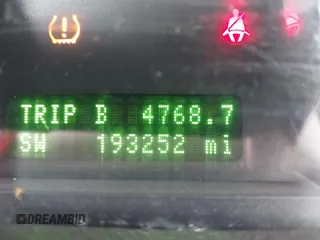 TRIP B 4768.7
SW 193252 mi
DREAMBID